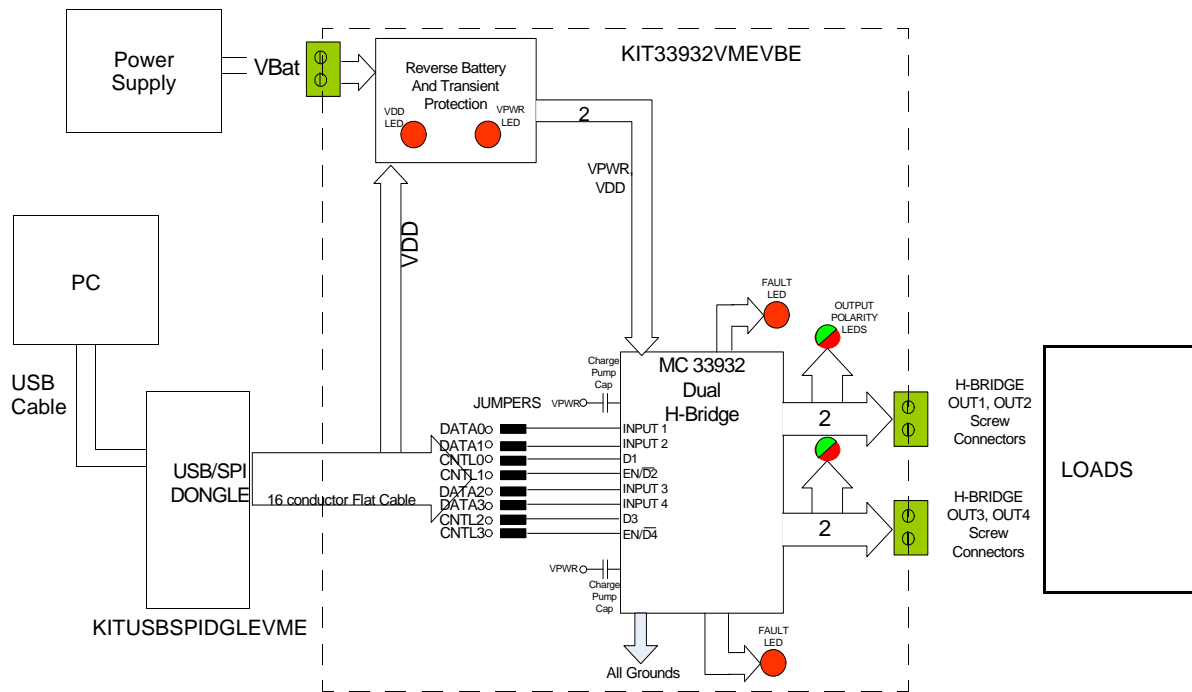 Power
Supply
VBat
KIT33932VMEVBE
Reverse Battery
And Transient
Protection
VDD
LED
VPWR
LED
2
VPWR,
VDD
VDD
PC
USB
Cable
USB/SPI
DONGLE
16 conductor Flat Cable
KITUSBSPIDGLEVME
JUMPERS
DATA0
DATA1
CNTL0
CNTL1
DATA2
DATA3
CNTL2
CNTL3
Charge
Pump
Cap
VPWR
MC 33932
Dual
H-Bridge
INPUT 1
INPUT 2
D1
EN/D̅2̅
INPUT 3
INPUT 4
D3
EN/D̅4̅
VPWR
Charge
Pump
Cap
All Grounds
FAULT
LED
OUTPUT
POLARITY
LEDS
2
2
FAULT
LED
H-BRIDGE
OUT1, OUT2
Screw
Connectors
H-BRIDGE
OUT3, OUT4
Screw
Connectors
LOADS